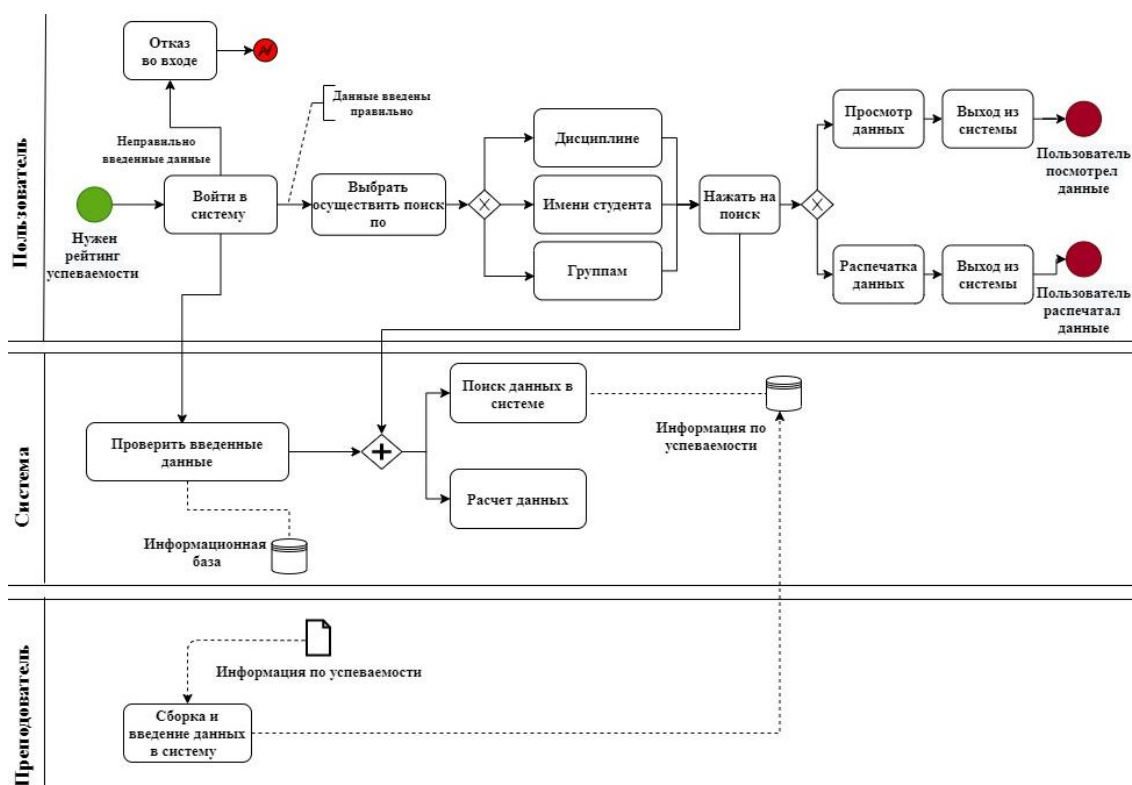 Пользователь
Отказ
во входе
Данные введены
правильно
Неправильно
введенные данные
Нужен
рейтинг
успеваемости
Войти в
систему
Выбрать
осуществить поиск
по
Дисциплине
Имени студента
Группам
Нажать на
поиск
Просмотр
данных
Выход из
системы
Пользователь
посмотрел
данные
Распечатка
данных
Выход из
системы
Пользователь
распечатал
данные
Система
Проверить введенные
данные
Информационная
база
Поиск данных в
системе
Расчет данных
Информация по
успеваемости
Преподователь
Информация по успеваемости
Сборка и
введение данных
в систему